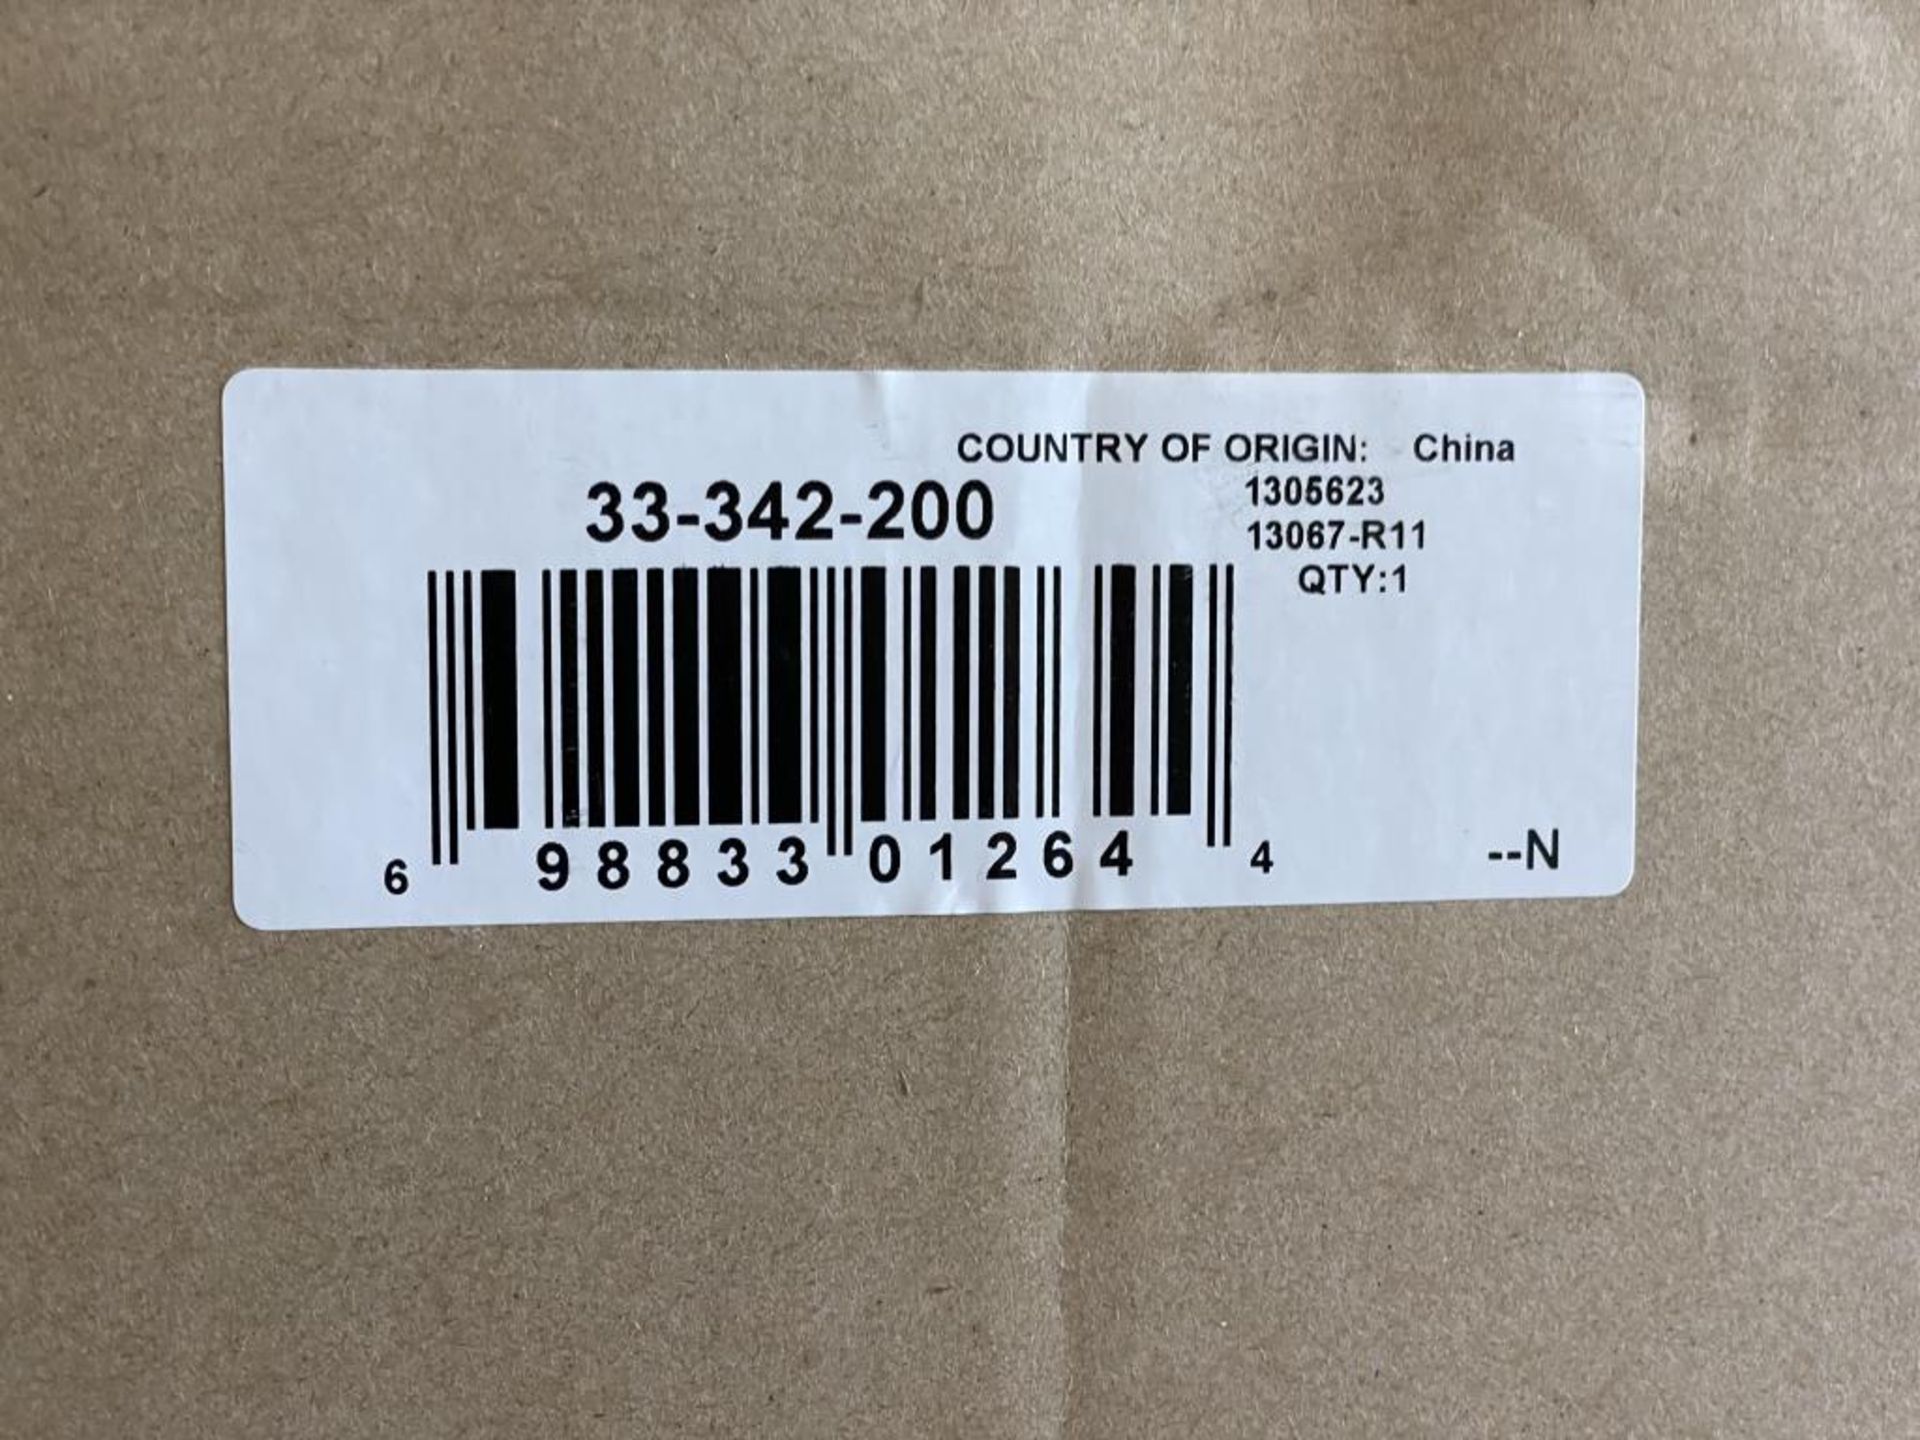 COUNTRY OF ORIGIN: China
33-342-200
1305623
13067-R11
QTY:1
6 98833 01264 4
--N